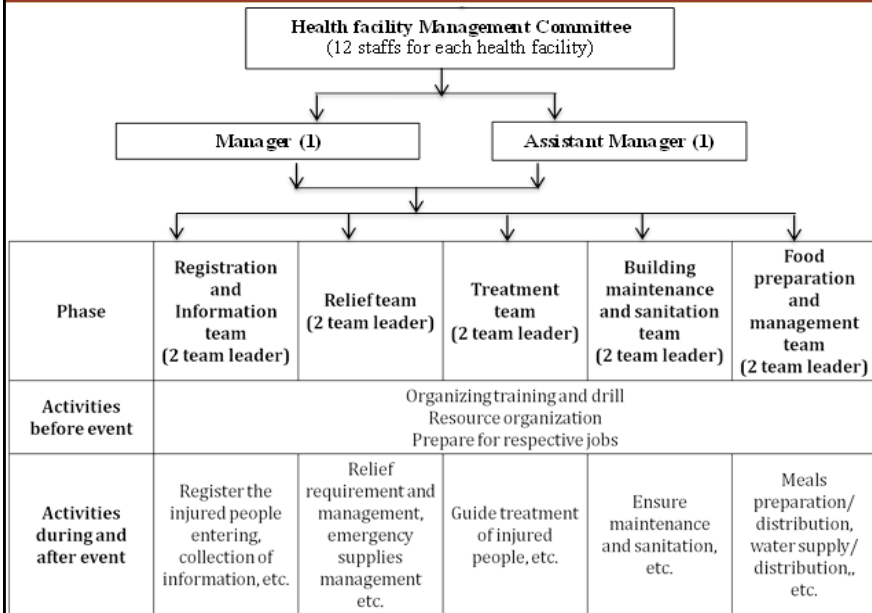 Health facility Management Committee
(12 staffs for each health facility)
Manager (1)
Assistant Manager (1)
Phase
Registration
and
Information
team
(2 team leader)
Relief team
(2 team leader)
Treatment
team
(2 team leader)
Building
maintenance
and sanitation
team
(2 team leader)
Food
preparation
and
management
team
(2 team leader)
Activities
before event
Organizing training and drill
Resource organization
Prepare for respective jobs
Activities
during and
after event
Register the
injured people
entering,
collection of
information, etc.
Relief
requirement and
management,
emergency
supplies
management
etc.
Guide treatment
of injured
people, etc.
Ensure
maintenance
and sanitation,
etc.
Meals
preparation/
distribution,
water supply/
distribution,,
etc.